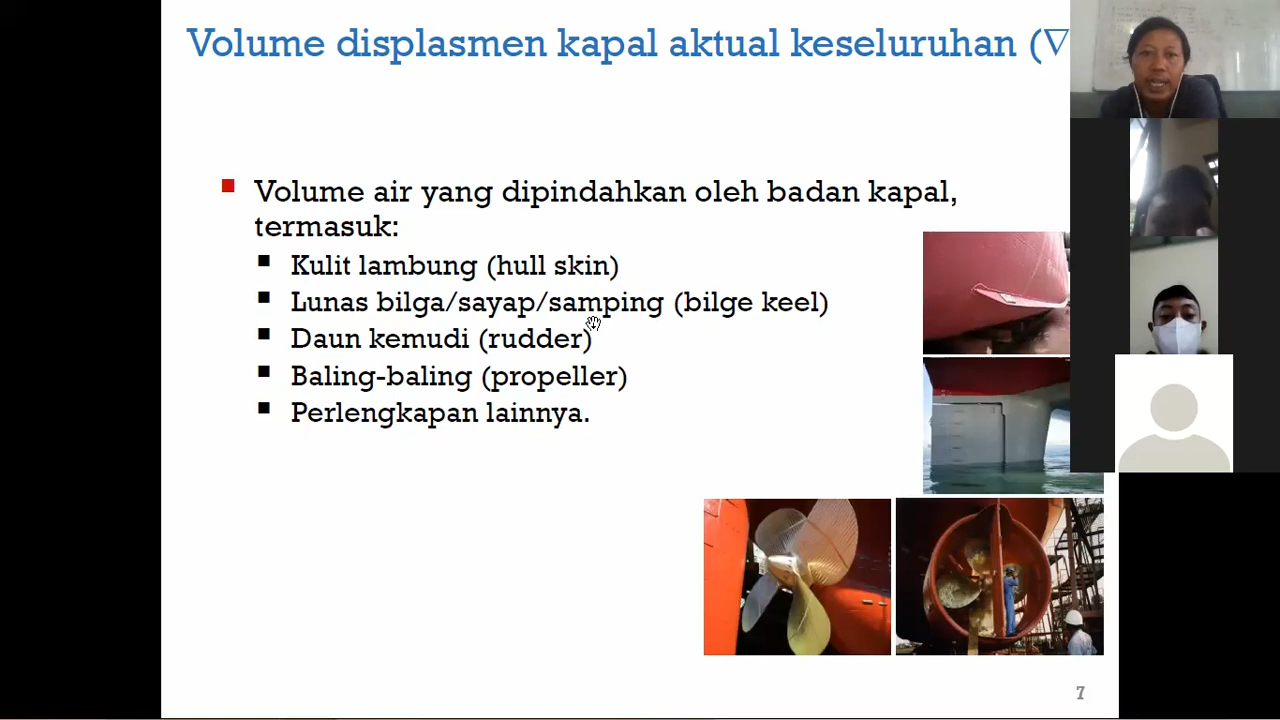 Volume displasmen kapal aktual keseluruhan (∇
Volume air yang dipindahkan oleh badan kapal,
termasuk:
Kulit lambung (hull skin)
Lunas bilga/sayap/samping (bilge keel)
Daun kemudi (rudder)
Baling-baling (propeller)
Perlengkapan lainnya.
7